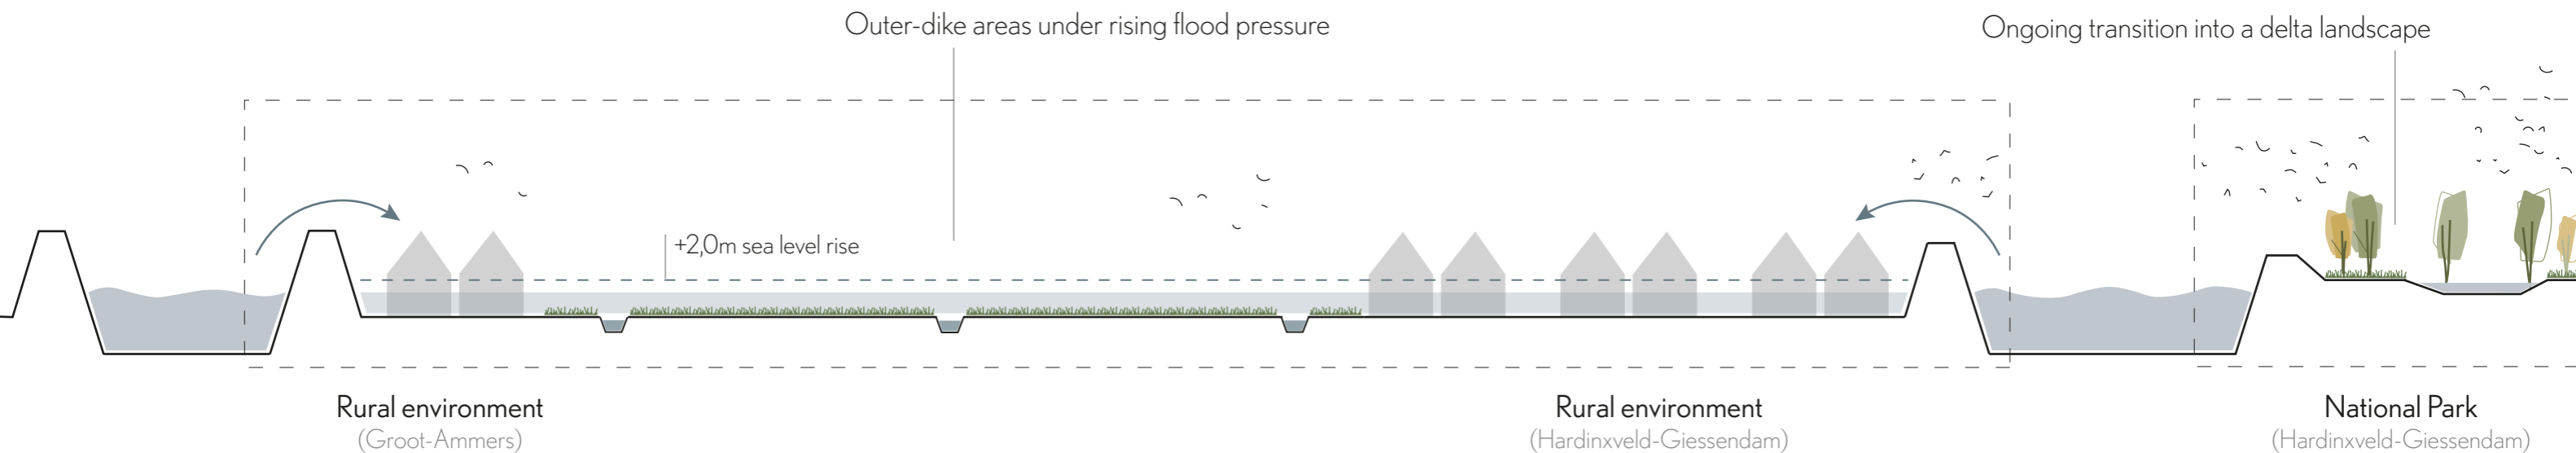 Outer-dike areas under rising flood pressure
Ongoing transition into a delta landscape
+2,0m sea level rise
Rural environment
(Groot-Ammers)
Rural environment
(Hardinxveld-Giessendam)
National Park
(Hardinxveld-Giessendam)